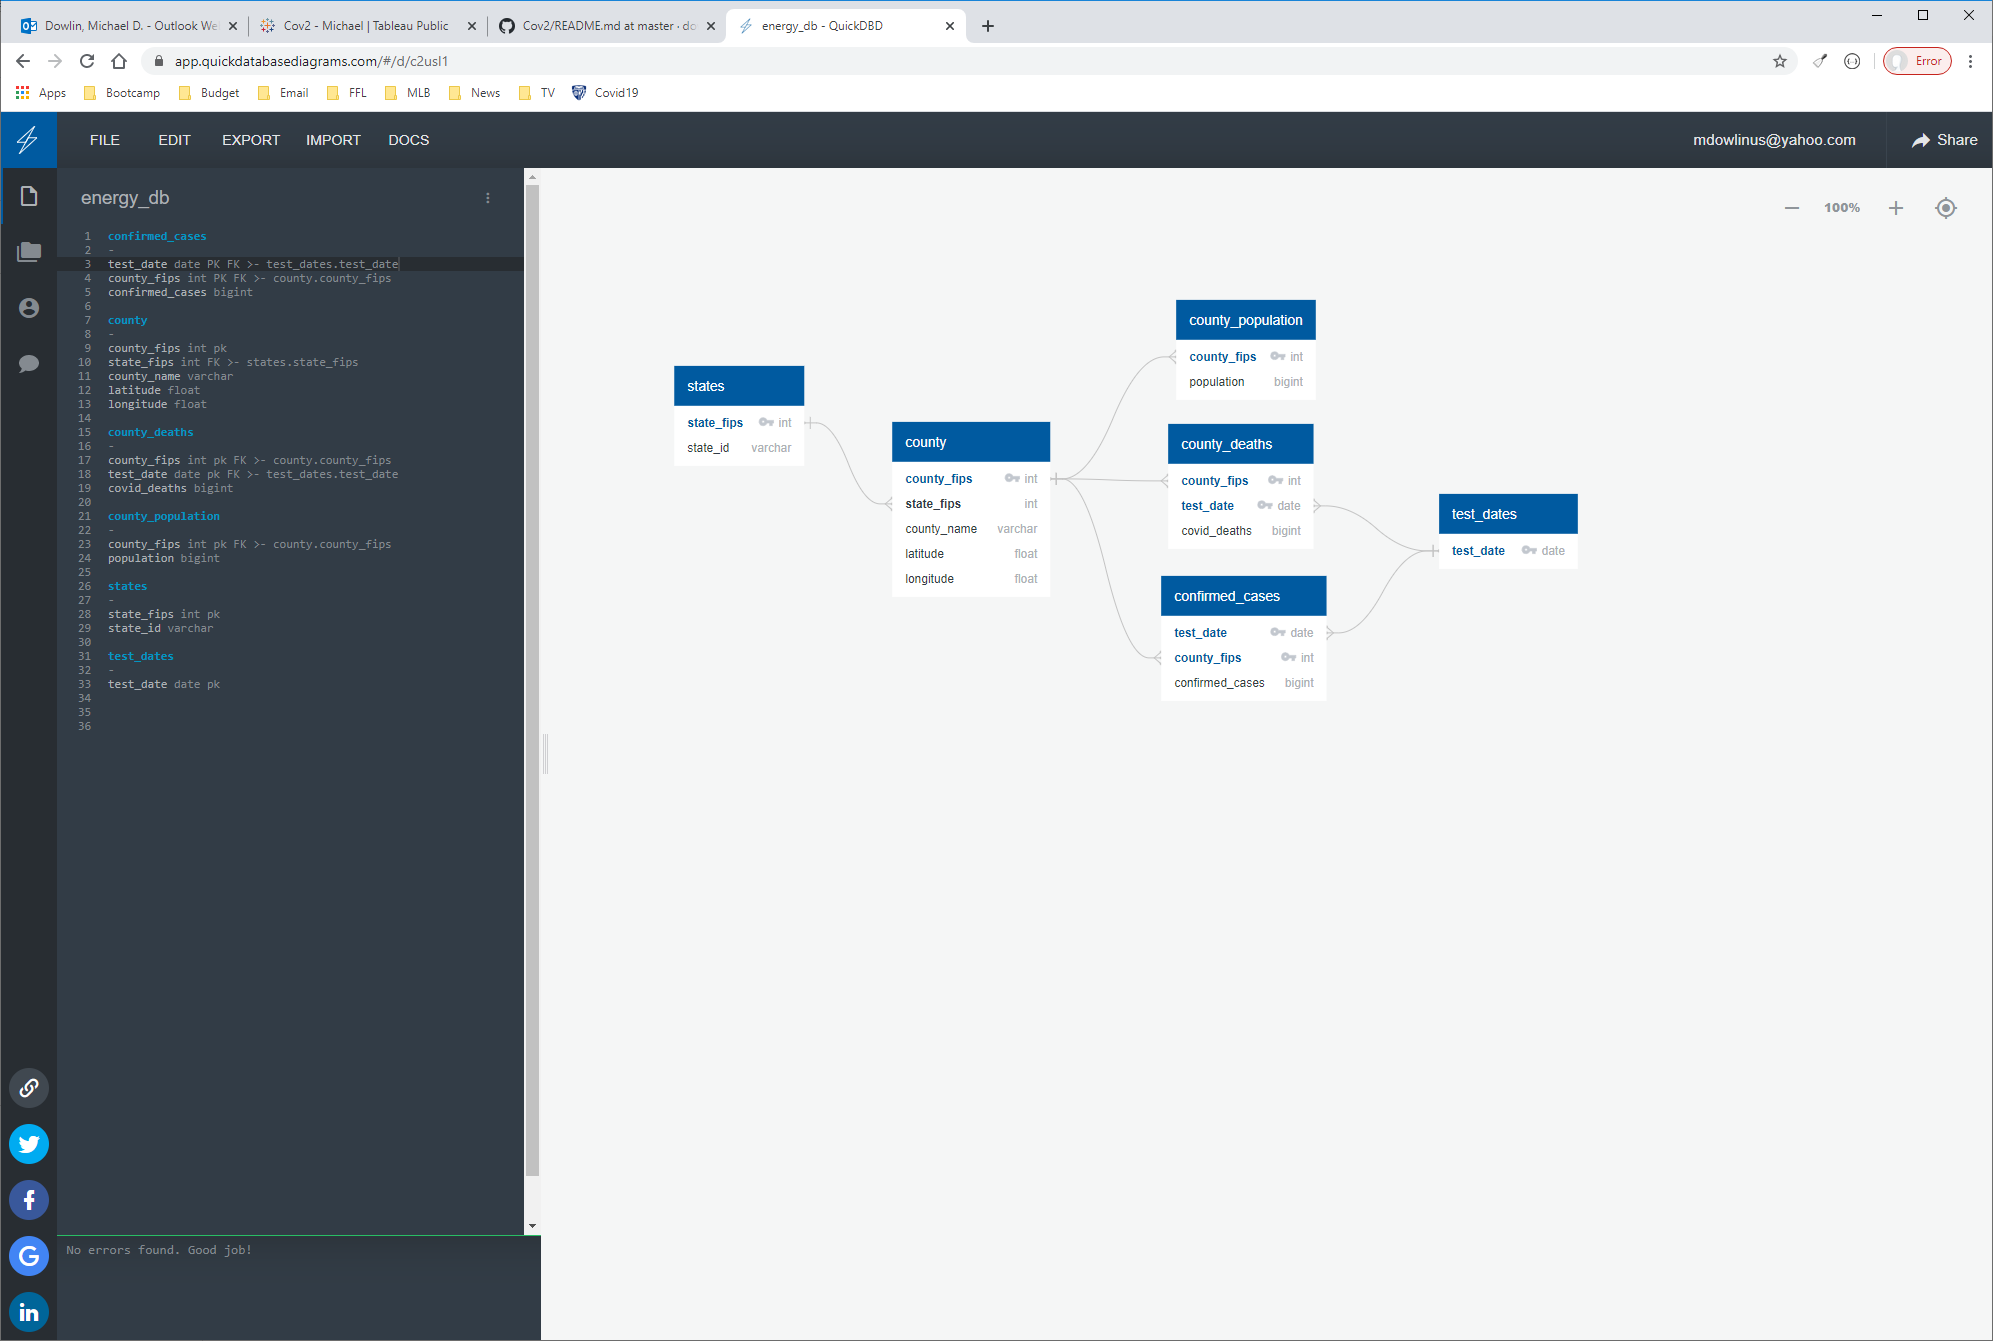 Dowlin, Michael D. - Outlook We
Cov2 - Michael | Tableau Public
Cov2/README.md at master · do
energy_db - QuickDBD
app.quickdatabasediagrams.com/#/d/c2usl1
Error
Apps Bootcamp Budget Email FFL MLB News TV Covid19
FILE EDIT EXPORT IMPORT DOCS mdowlinus@yahoo.com Share
energy_db
1 confirmed_cases
2 -
3 test_date date PK FK >- test_dates.test_date
4 county_fips int PK FK >- county.county_fips
5 confirmed_cases bigint
6
7 county
8 -
9 county_fips int pk
10 state_fips int FK >- states.state_fips
11 county_name varchar
12 latitude float
13 longitude float
14
15 county_deaths
16 -
17 county_fips int pk FK >- county.county_fips
18 test_date date pk FK >- test_dates.test_date
19 covid_deaths bigint
20
21 county_population
22 -
23 county_fips int pk FK >- county.county_fips
24 population bigint
25
26 states
27 -
28 state_fips int pk
29 state_id varchar
30
31 test_dates
32 -
33 test_date date pk
34
35
36
No errors found. Good job!
100%
states
state_fips int
state_id varchar
county
county_fips int
state_fips int
county_name varchar
latitude float
longitude float
county_population
county_fips int
population bigint
county_deaths
county_fips int
test_date date
covid_deaths bigint
confirmed_cases
test_date date
county_fips int
confirmed_cases bigint
test_dates
test_date date